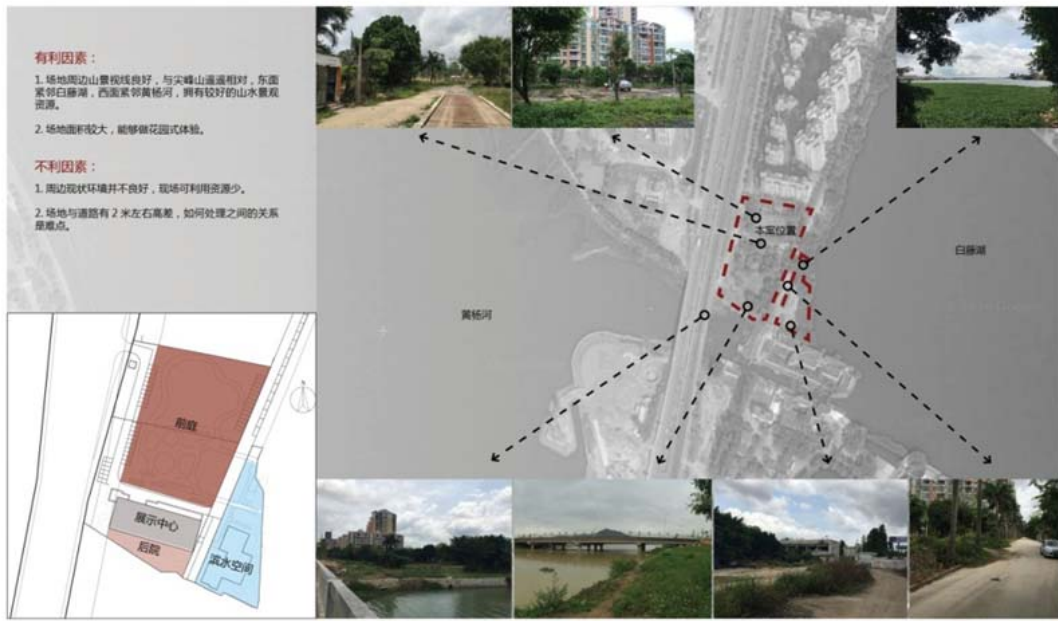 有利因素：
1. 场地周边山景视线良好，与尖峰山遥遥相对，东面
紧邻白藤湖，西面紧邻黄杨河，拥有较好的山水景观
资源。
2. 场地面积较大，能够做花园式体验。
不利因素：
1. 周边现状环境并不良好，现场可利用资源少。
2. 场地与道路有 2 米左右高差，如何处理之间的关系
是难点。
本案位置
白藤湖
黄杨河
前庭
展示中心
后院
滨水空间